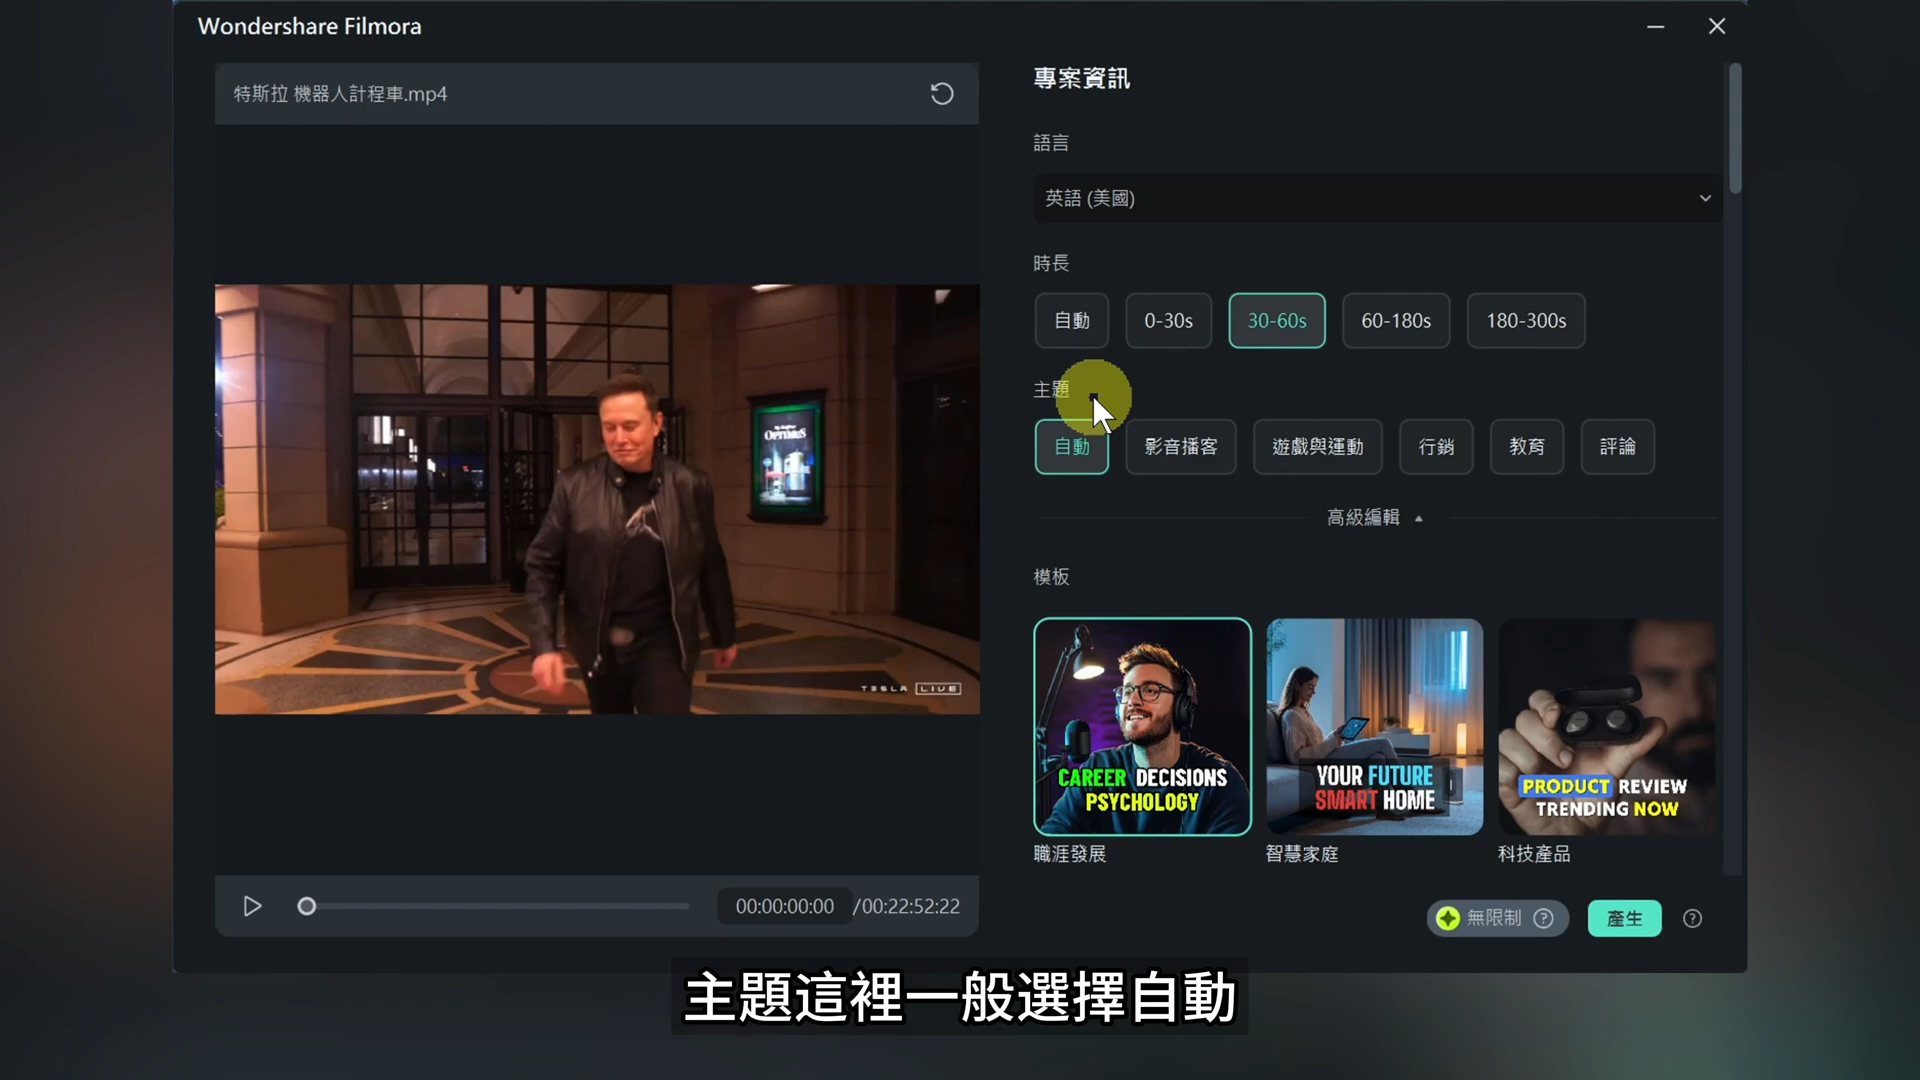 Wondershare Filmora
特斯拉 機器人計程車.mp4
專案資訊
語言
英語 (美國)
時長
自動
0-30s
30-60s
60-180s
180-300s
主題
自動
影音播客
遊戲與運動
行銷
教育
評論
高級編輯
模板
OPTIMUS
TESLA LIVE
CAREER DECISIONS
PSYCHOLOGY
YOUR FUTURE
SMART HOME
PRODUCT REVIEW
TRENDING NOW
職涯發展
智慧家庭
科技產品
00:00:00:00 /00:22:52:22
無限制
產生
主題這裡一般選擇自動